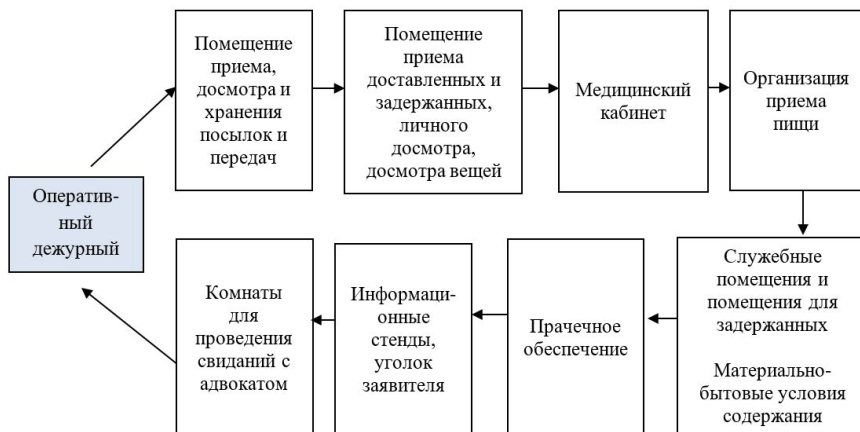 Помещение
приема,
досмотра и
хранения
посылок и
передач
Помещение
приема
доставленных и
задержанных,
личного
досмотра,
досмотра вещей
Медицинский
кабинет
Организация
приема
пищи
Оператив-
ный
дежурный
Комнаты
для
проведения
свиданий с
адвокатом
Информаци-
онные
стенды,
уголок
заявителя
Прачечное
обеспечение
Служебные
помещения и
помещения для
задержанных
Материально-
бытовые условия
содержания